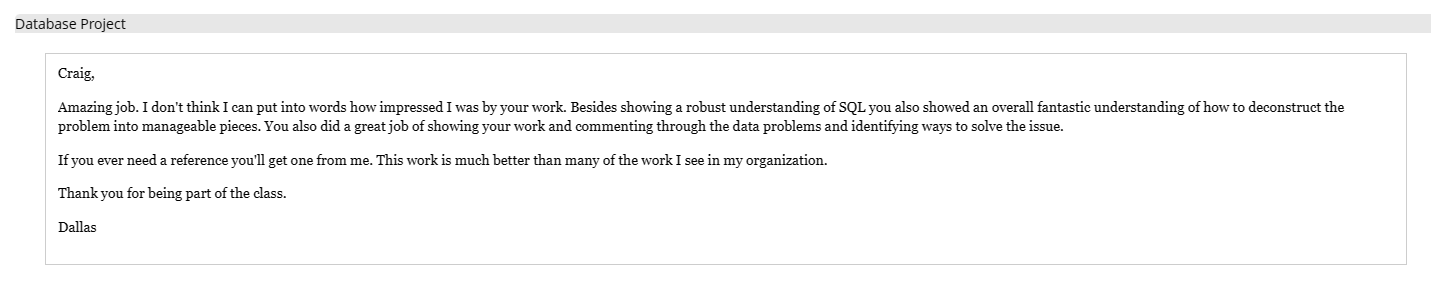 Database Project
Craig,
Amazing job. I don't think I can put into words how impressed I was by your work. Besides showing a robust understanding of SQL you also showed an overall fantastic understanding of how to deconstruct the
problem into manageable pieces. You also did a great job of showing your work and commenting through the data problems and identifying ways to solve the issue.
If you ever need a reference you'll get one from me. This work is much better than many of the work I see in my organization.
Thank you for being part of the class.
Dallas